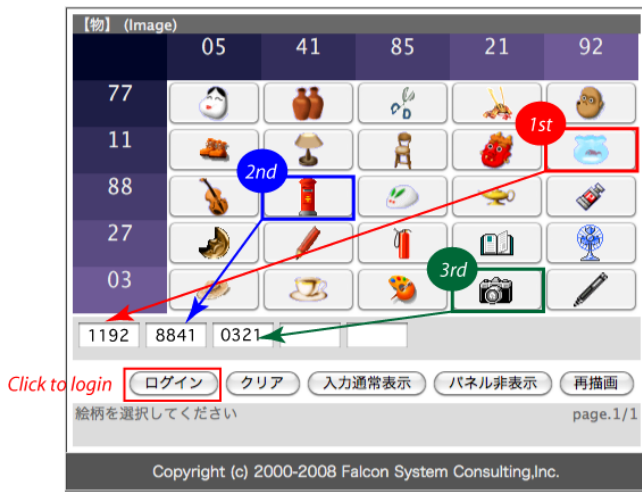 【物】 (Image)
05 41 85 21 92
77
11
1st
88
2nd
27
3rd
03
1192 8841 0321
Click to login ログイン クリア 入力通常表示 パネル非表示 再描画
絵柄を選択してください page.1/1
Copyright (c) 2000-2008 Falcon System Consulting,Inc.